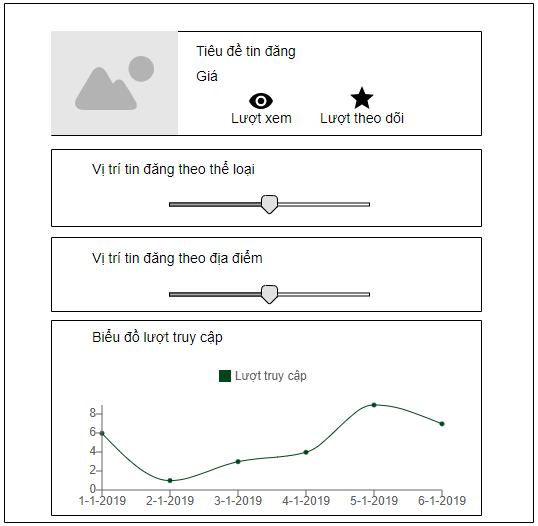 Tiêu đề tin đăng
Giá
Lượt xem
Lượt theo dõi
Vị trí tin đăng theo thể loại
Vị trí tin đăng theo địa điểm
Biểu đồ lượt truy cập
Lượt truy cập
8
6
4
2
0
1-1-2019 2-1-2019 3-1-2019 4-1-2019 5-1-2019 6-1-2019